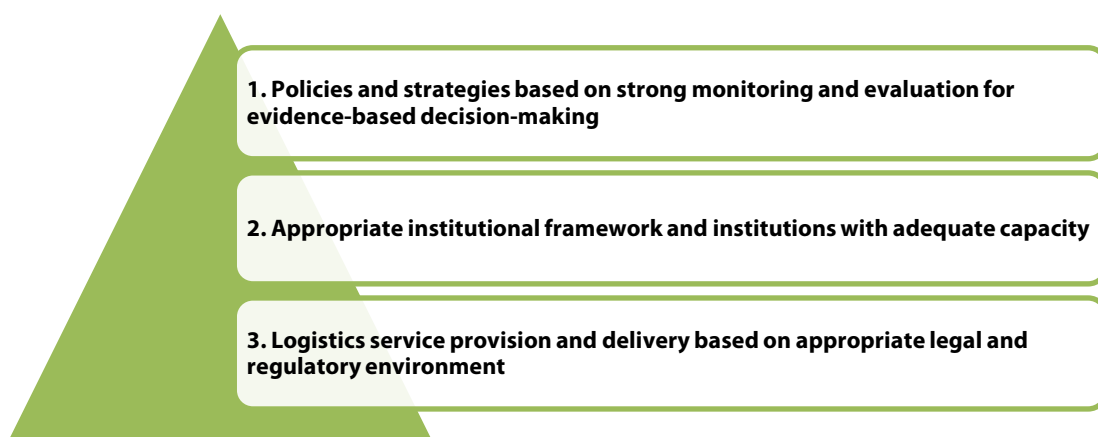 1. Policies and strategies based on strong monitoring and evaluation for
evidence-based decision-making
2. Appropriate institutional framework and institutions with adequate capacity
3. Logistics service provision and delivery based on appropriate legal and
regulatory environment